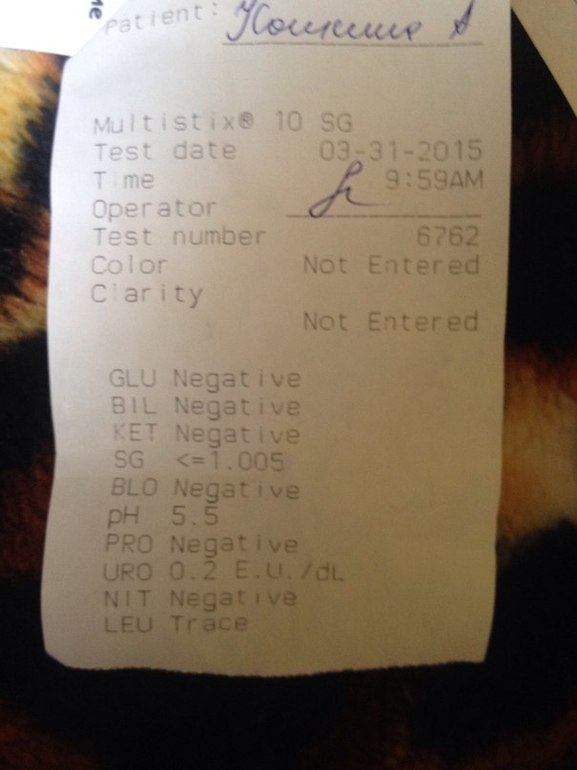 Patient:
Multistix® 10 SG
Test date 03-31-2015
Time 9:59AM
Operator
Test number 6762
Color Not Entered
Clarity
Not Entered
GLU Negative
BIL Negative
KET Negative
SG <=1.005
BLO Negative
pH 5.5
PRO Negative
URO 0.2 E.U./dL
NIT Negative
LEU Trace